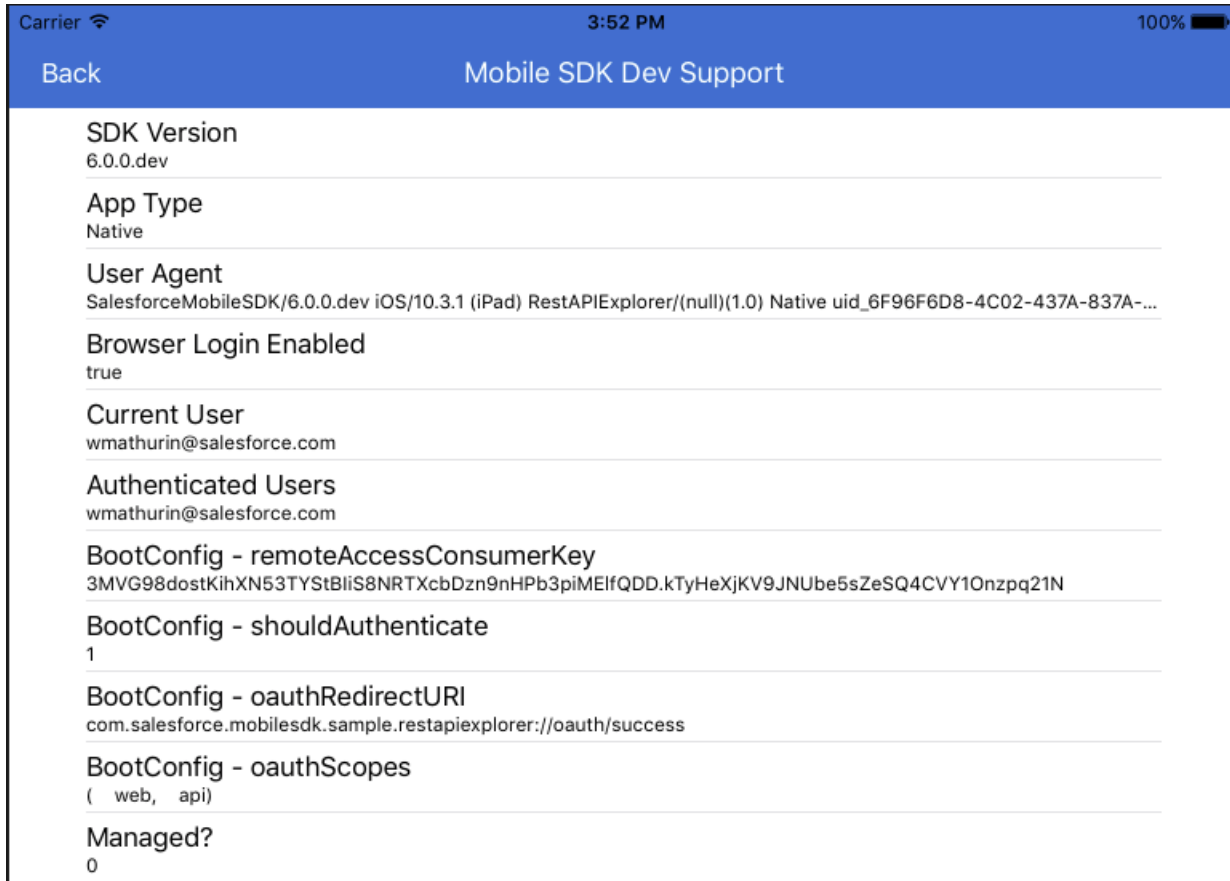 Carrier
3:52 PM
100%
Back
Mobile SDK Dev Support
SDK Version
6.0.0.dev
App Type
Native
User Agent
SalesforceMobileSDK/6.0.0.dev iOS/10.3.1 (iPad) RestAPIExplorer/(null)(1.0) Native uid_6F96F6D8-4C02-437A-837A-...
Browser Login Enabled
true
Current User
wmathurin@salesforce.com
Authenticated Users
wmathurin@salesforce.com
BootConfig - remoteAccessConsumerKey
3MVG98dostKihXN53TYStBIiS8NRTXcbDzn9nHPb3piMElfQDD.kTyHeXjKV9JNUbe5sZeSQ4CVY1Onzpq21N
BootConfig - shouldAuthenticate
1
BootConfig - oauthRedirectURI
com.salesforce.mobilesdk.sample.restapiexplorer://oauth/success
BootConfig - oauthScopes
( web, api)
Managed?
0